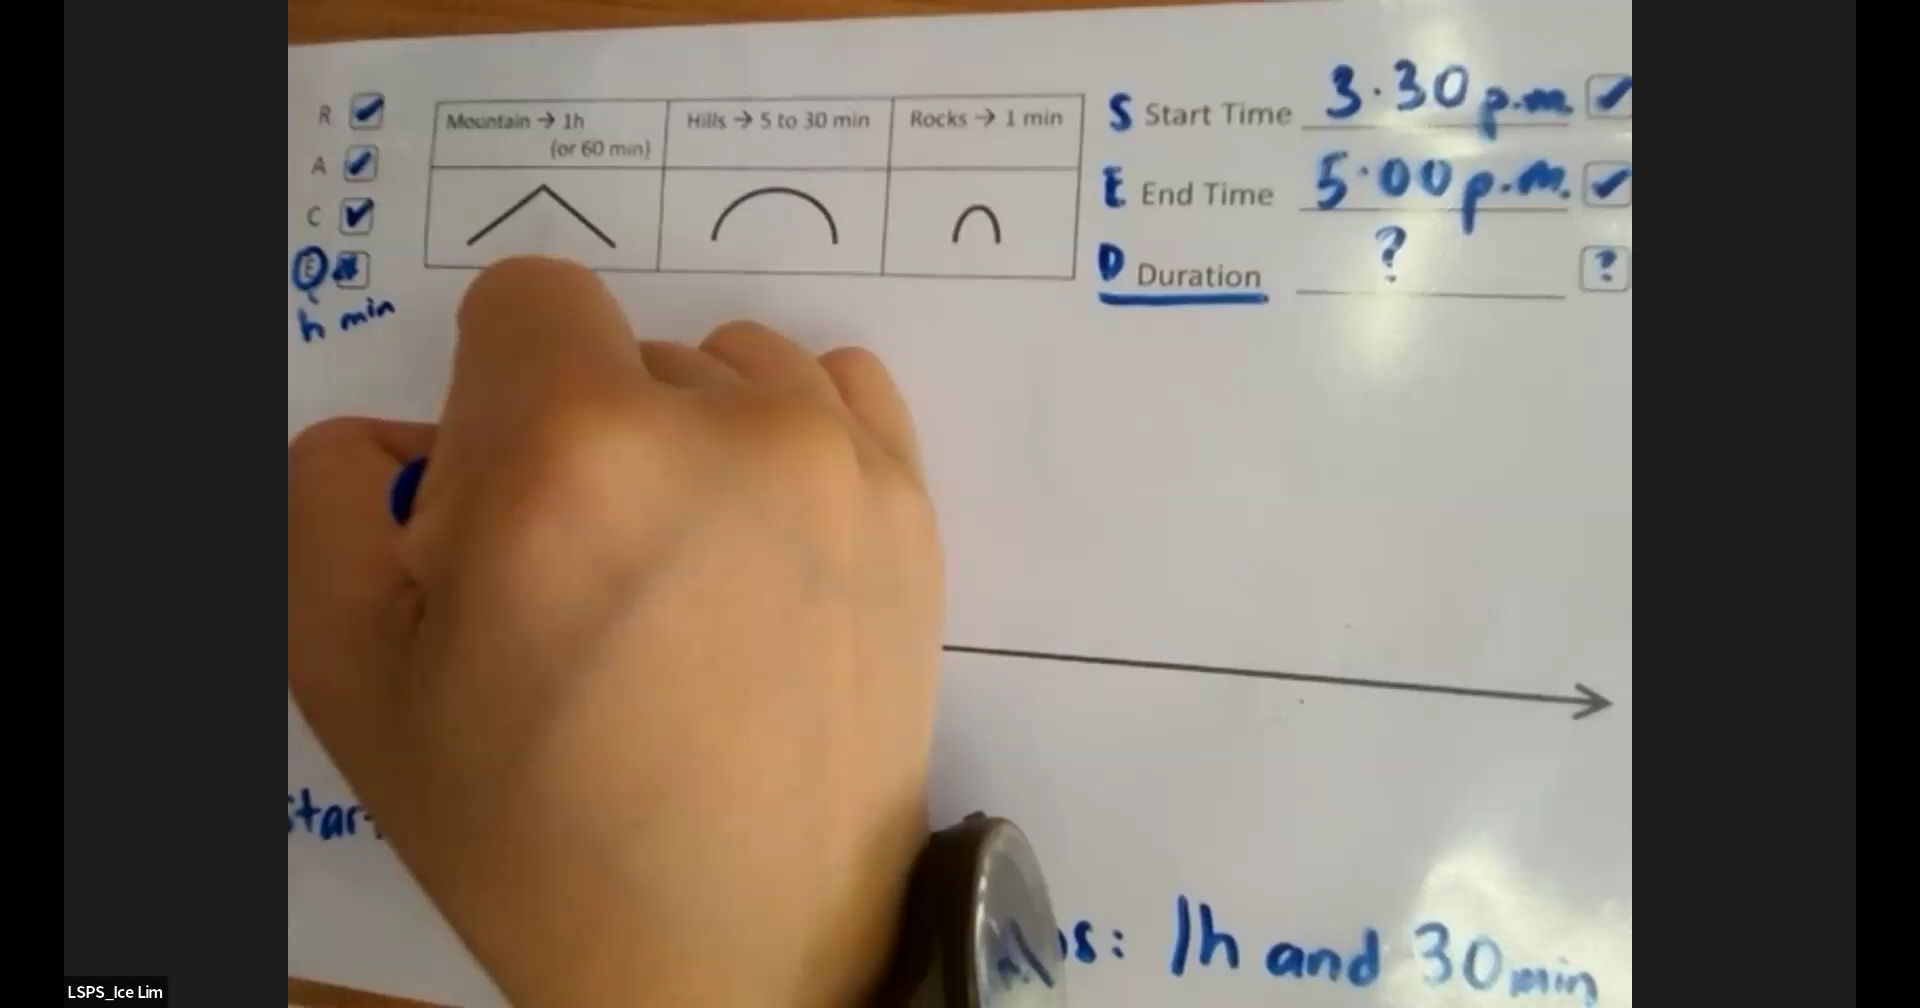 R
A
C
E
h min
Mountain → 1h
(or 60 min)
Hills → 5 to 30 min
Rocks → 1 min
S Start Time 3.30 p.m.
E End Time 5.00 p.m.
D Duration ? ?
Ans: 1h and 30 min
LSPS_Ice Lim